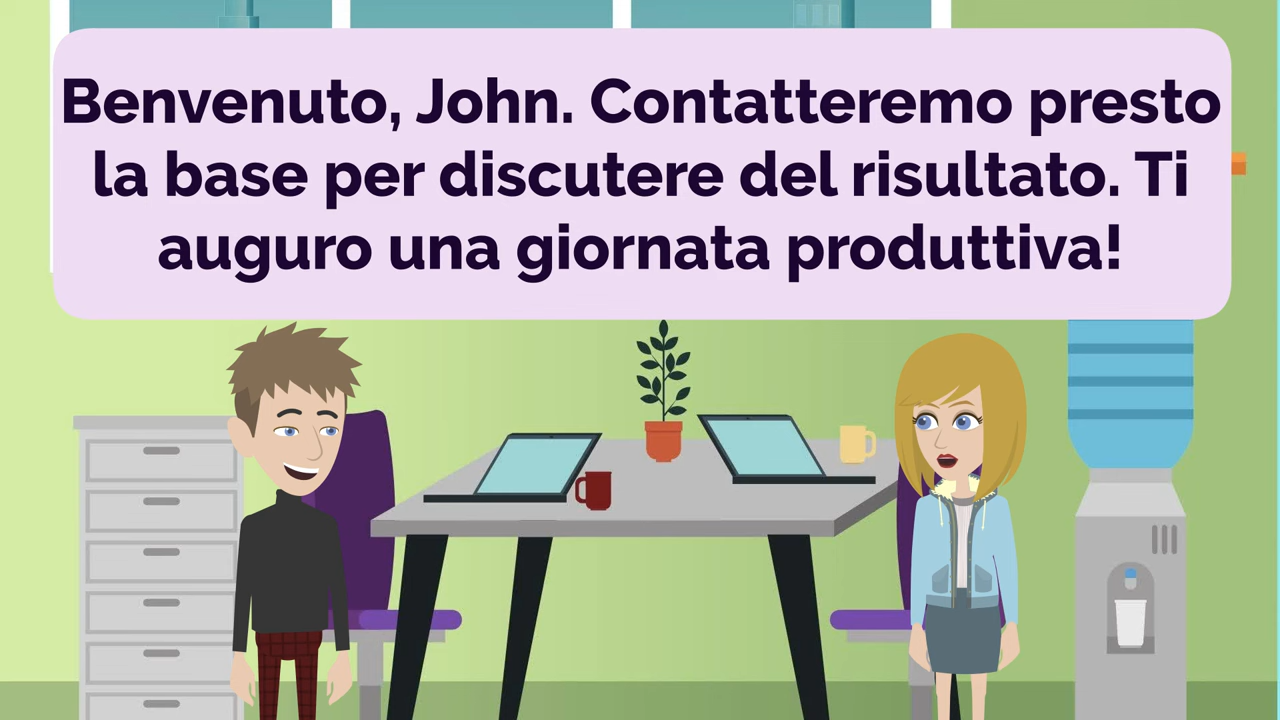 Benvenuto, John. Contatteremo presto
la base per discutere del risultato. Ti
auguro una giornata produttiva!